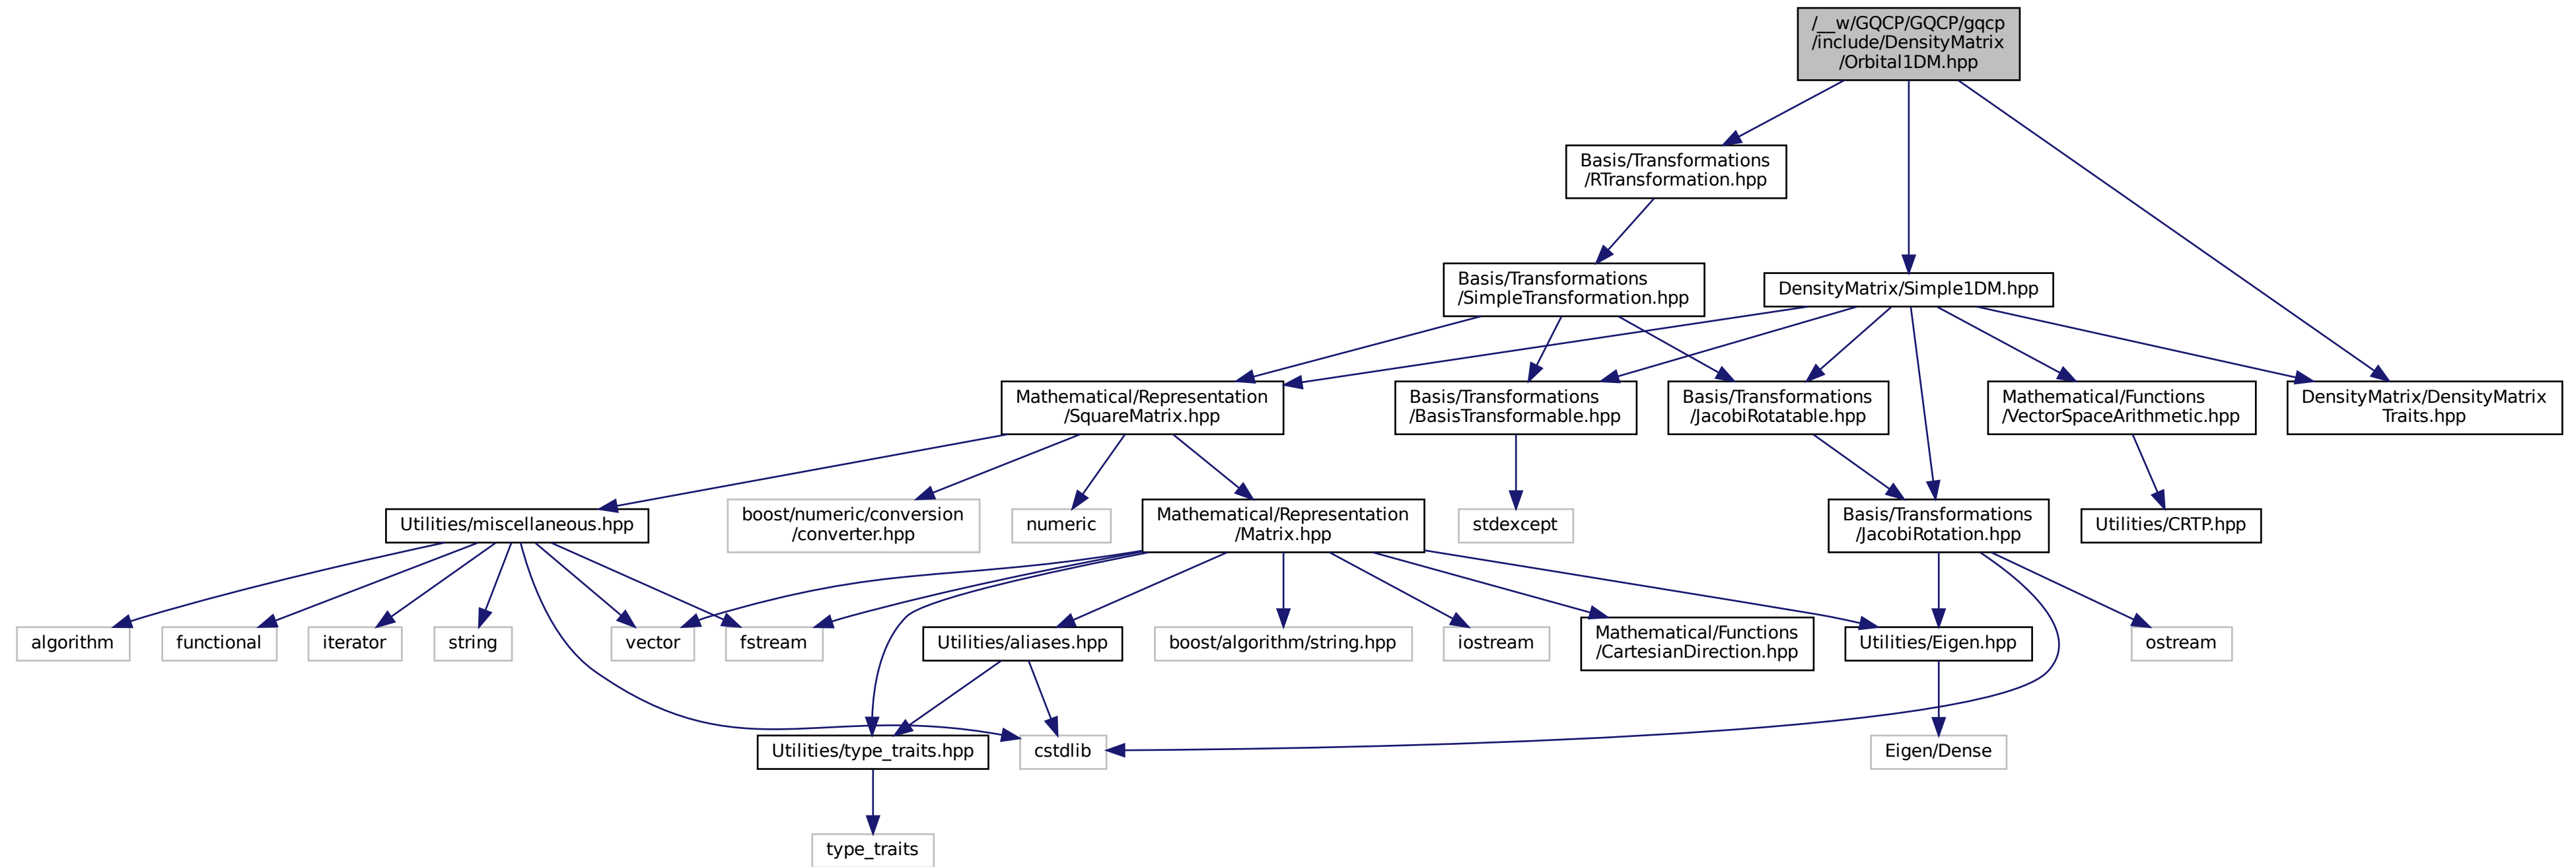 /__w/GQCP/GQCP/gqcp
/include/DensityMatrix
/Orbital1DM.hpp
Basis/Transformations
/RTransformation.hpp
Basis/Transformations
/SimpleTransformation.hpp
DensityMatrix/Simple1DM.hpp
Mathematical/Representation
/SquareMatrix.hpp
Basis/Transformations
/BasisTransformable.hpp
Basis/Transformations
/JacobiRotatable.hpp
Mathematical/Functions
/VectorSpaceArithmetic.hpp
DensityMatrix/DensityMatrix
Traits.hpp
Utilities/miscellaneous.hpp
boost/numeric/conversion
/converter.hpp
numeric
Mathematical/Representation
/Matrix.hpp
stdexcept
Basis/Transformations
/JacobiRotation.hpp
Utilities/CRTP.hpp
algorithm
functional
iterator
string
vector
fstream
Utilities/aliases.hpp
boost/algorithm/string.hpp
iostream
Mathematical/Functions
/CartesianDirection.hpp
Utilities/Eigen.hpp
ostream
Utilities/type_traits.hpp
cstdlib
Eigen/Dense
type_traits